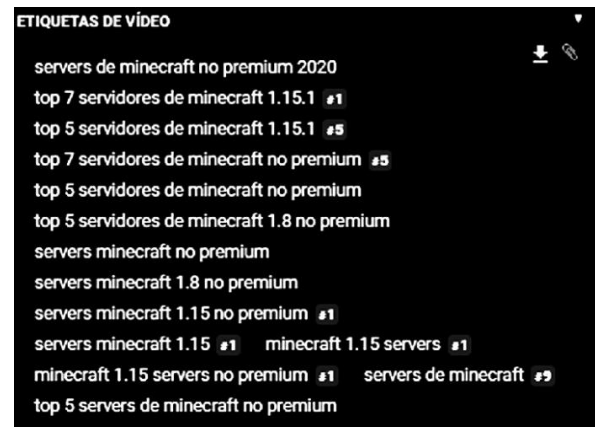 ETIQUETAS DE VÍDEO
servers de minecraft no premium 2020
top 7 servidores de minecraft 1.15.1 #1
top 5 servidores de minecraft 1.15.1 #5
top 7 servidores de minecraft no premium #5
top 5 servidores de minecraft no premium
top 5 servidores de minecraft 1.8 no premium
servers minecraft no premium
servers minecraft 1.8 no premium
servers minecraft 1.15 no premium #1
servers minecraft 1.15 #1 minecraft 1.15 servers #1
minecraft 1.15 servers no premium #1 servers de minecraft #9
top 5 servers de minecraft no premium